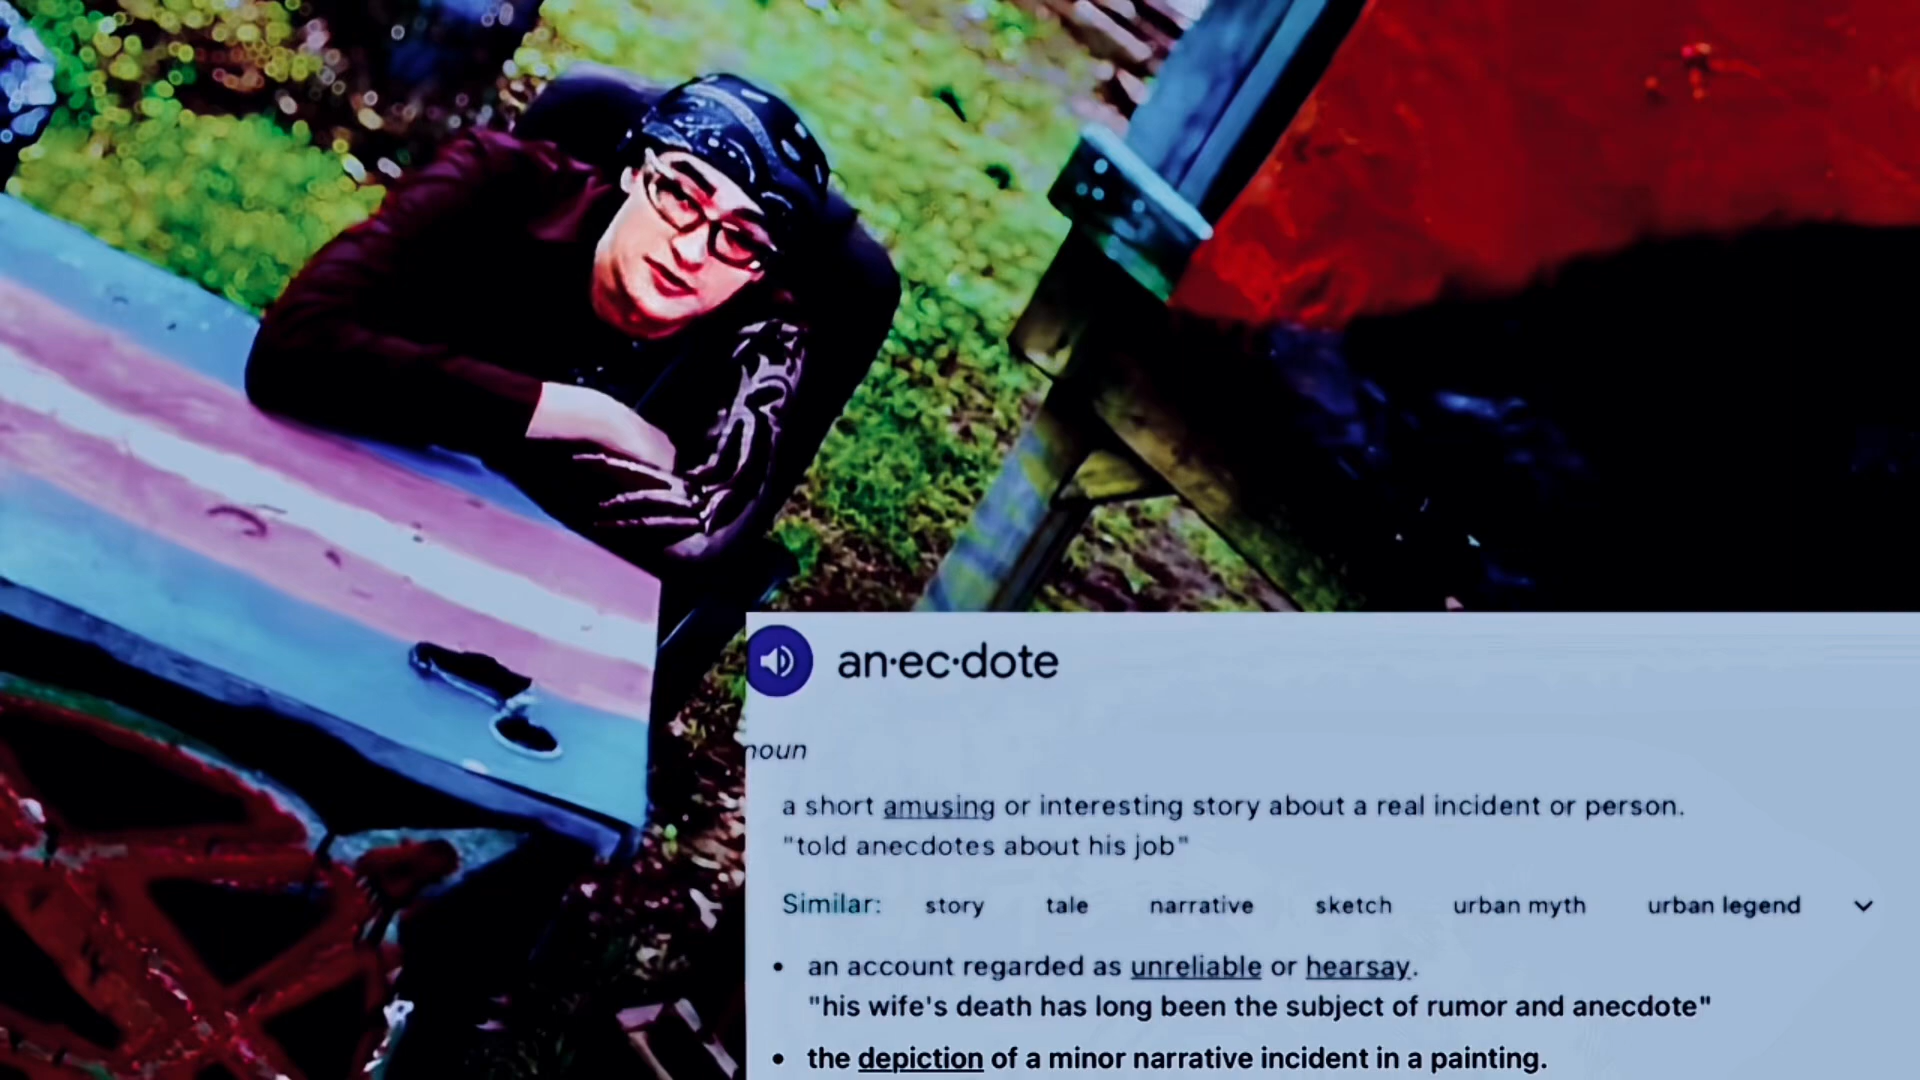 an·ec·dote
noun
a short amusing or interesting story about a real incident or person.
"told anecdotes about his job"
Similar: story tale narrative sketch urban myth urban legend
• an account regarded as unreliable or hearsay.
"his wife's death has long been the subject of rumor and anecdote"
• the depiction of a minor narrative incident in a painting.